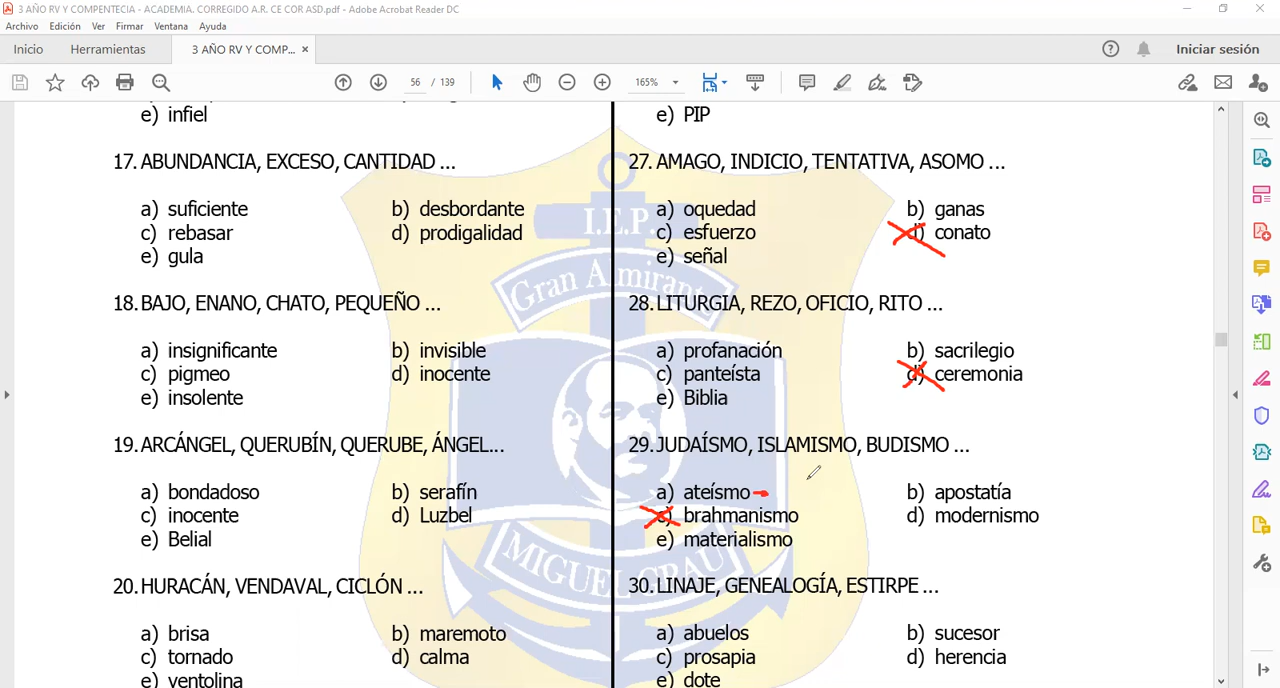 3 AÑO RV Y COMPENTECIA - ACADEMIA. CORREGIDO A.R. CE COR ASD.pdf - Adobe Acrobat Reader DC
Archivo Edición Ver Firmar Ventana Ayuda
Inicio Herramientas 3 AÑO RV Y COMP... × Iniciar sesión
56 / 139 165%
e) infiel
17. ABUNDANCIA, EXCESO, CANTIDAD ...
a) suficiente b) desbordante
c) rebasar d) prodigalidad
e) gula
18. BAJO, ENANO, CHATO, PEQUEÑO ...
a) insignificante b) invisible
c) pigmeo d) inocente
e) insolente
19. ARCÁNGEL, QUERUBÍN, QUERUBE, ÁNGEL...
a) bondadoso b) serafín
c) inocente d) Luzbel
e) Belial
20. HURACÁN, VENDAVAL, CICLÓN ...
a) brisa b) maremoto
c) tornado d) calma
e) ventolina
e) PIP
27. AMAGO, INDICIO, TENTATIVA, ASOMO ...
a) oquedad b) ganas
c) esfuerzo d) conato
e) señal
28. LITURGIA, REZO, OFICIO, RITO ...
a) profanación b) sacrilegio
c) panteísta d) ceremonia
e) Biblia
29. JUDAÍSMO, ISLAMISMO, BUDISMO ...
a) ateísmo b) apostatía
c) brahmanismo d) modernismo
e) materialismo
30. LINAJE, GENEALOGÍA, ESTIRPE ...
a) abuelos b) sucesor
c) prosapia d) herencia
e) dote
I.E.P.
Gran Almirante
MIGUEL GRAU